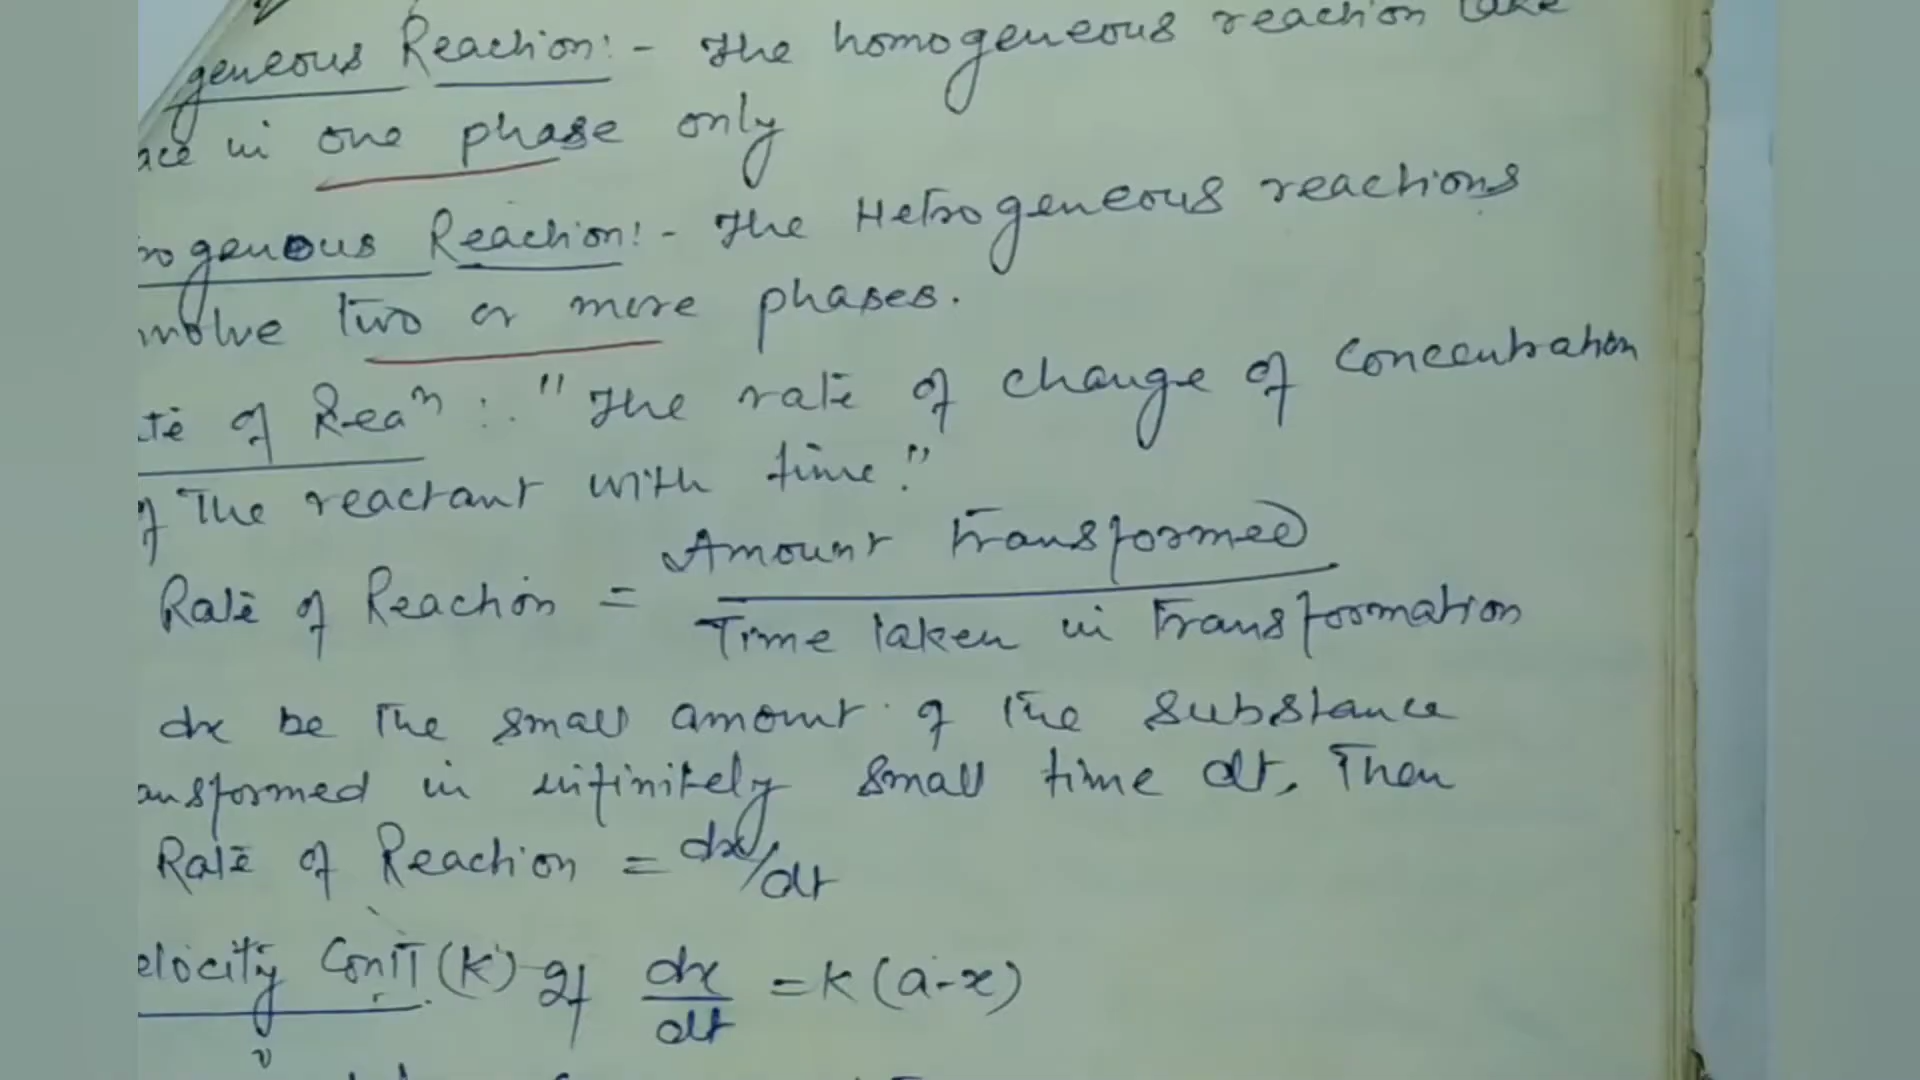 geneous Reaction:- The homogeneous reaction take
ace in one phase only
rogenous Reaction:- The Hetrogeneous reactions
involve two or more phases.
te of Reaⁿ :. "The rate of change of Concentration
of The reactant with time."
Rate of Reaction = Amount transformed
Time taken in transformation
dx be the small amount of the substance
ansformed in infinitely small time dt, Then
Rate of Reaction = dx/dt
elocity Constt (K) If dx/dt = K(a-x)